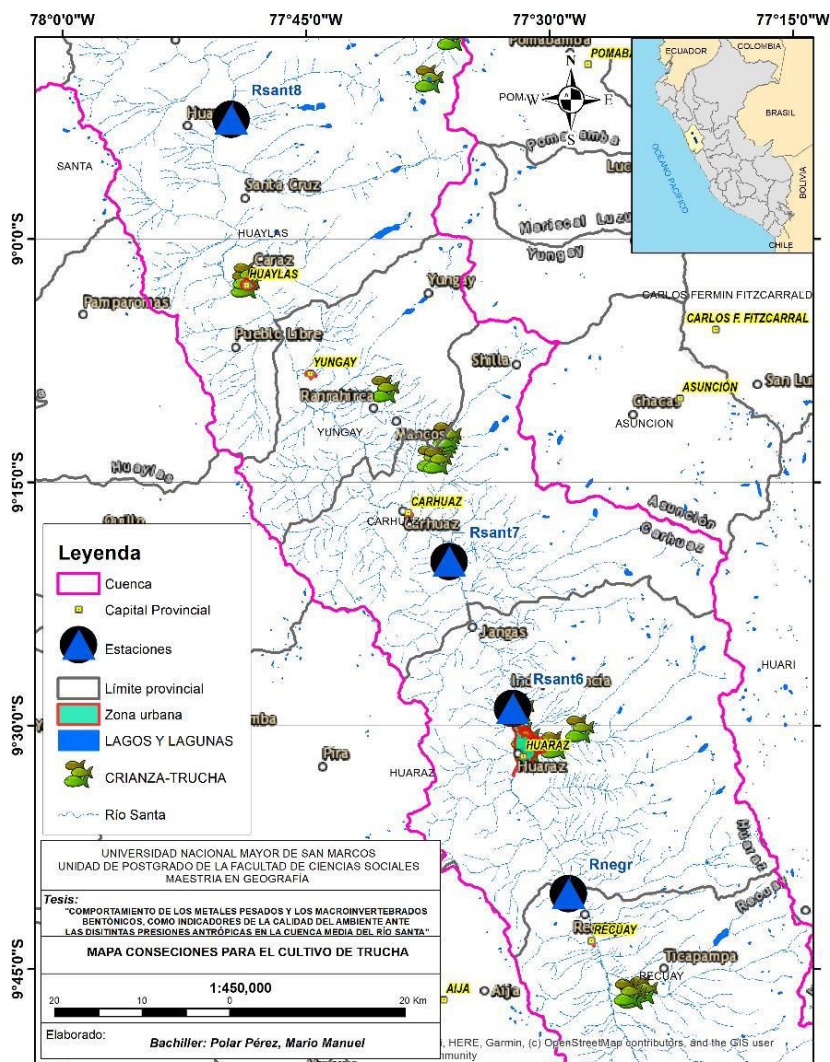 78°0'0"W
77°45'0"W
77°30'0"W
77°15'0"W
Pomabamba
ECUADOR
COLOMBIA
BRASIL
OCÉANO PACÍFICO
BOLIVIA
CHILE
N
W
E
S
Rsant8
SANTA
Santa Cruz
HUAYLAS
Pomabamba
Mariscal Luzu
Yungay
9°0'0"S
Caraz
HUAYLAS
Pamparomas
Yungay
CARLOS FERMIN FITZCARRALD
CARLOS F. FITZCARRAL
Pueblo Libre
YUNGAY
Shilla
ASUNCIÓN
San Lui
Ranrahirca
Chacas
ASUNCION
YUNGAY
Mancos
Huaylas
9°15'0"S
CARHUAZ
CARHUAZ
Carhuaz
Asunción
Carhuaz
Rsant7
Jangas
HUARI
Rsant6
9°30'0"S
HUARAZ
Huaraz
Pira
HUARAZ
Huaraz
Recuay
Rnegr
RECUAY
Ticapampa
RECUAY
9°45'0"S
AIJA
Aija
Leyenda
Cuenca
Capital Provincial
Estaciones
Límite provincial
Zona urbana
LAGOS Y LAGUNAS
CRIANZA-TRUCHA
Río Santa
UNIVERSIDAD NACIONAL MAYOR DE SAN MARCOS
UNIDAD DE POSTGRADO DE LA FACULTAD DE CIENCIAS SOCIALES
MAESTRIA EN GEOGRAFÍA
Tesis:
"COMPORTAMIENTO DE LOS METALES PESADOS Y LOS MACROINVERTEBRADOS
BENTÓNICOS, COMO INDICADORES DE LA CALIDAD DEL AMBIENTE ANTE
LAS DISITINTAS PRESIONES ANTRÓPICAS EN LA CUENCA MEDIA DEL RÍO SANTA"
MAPA CONSECIONES PARA EL CULTIVO DE TRUCHA
1:450,000
20 10 0 20 Km
Elaborado:
Bachiller: Polar Pérez, Mario Manuel
, HERE, Garmin, (c) OpenStreetMap contributors, and the GIS user
mmunity